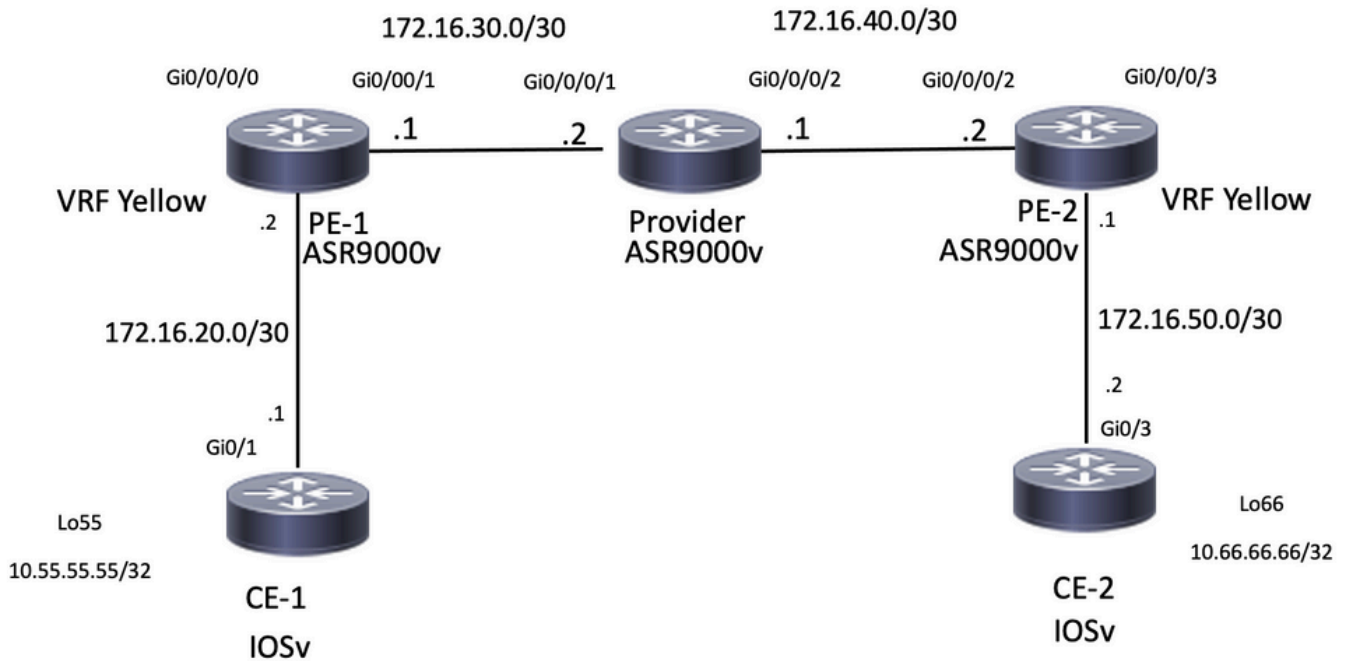 172.16.30.0/30
172.16.40.0/30
Gi0/0/0/0
Gi0/00/1
Gi0/0/0/1
Gi0/0/0/2
Gi0/0/0/2
Gi0/0/0/3
.1
.2
.1
.2
VRF Yellow
.2
PE-1
ASR9000v
Provider
ASR9000v
PE-2
ASR9000v
.1
VRF Yellow
172.16.20.0/30
172.16.50.0/30
.1
Gi0/1
.2
Gi0/3
Lo55
10.55.55.55/32
CE-1
IOSv
Lo66
10.66.66.66/32
CE-2
IOSv